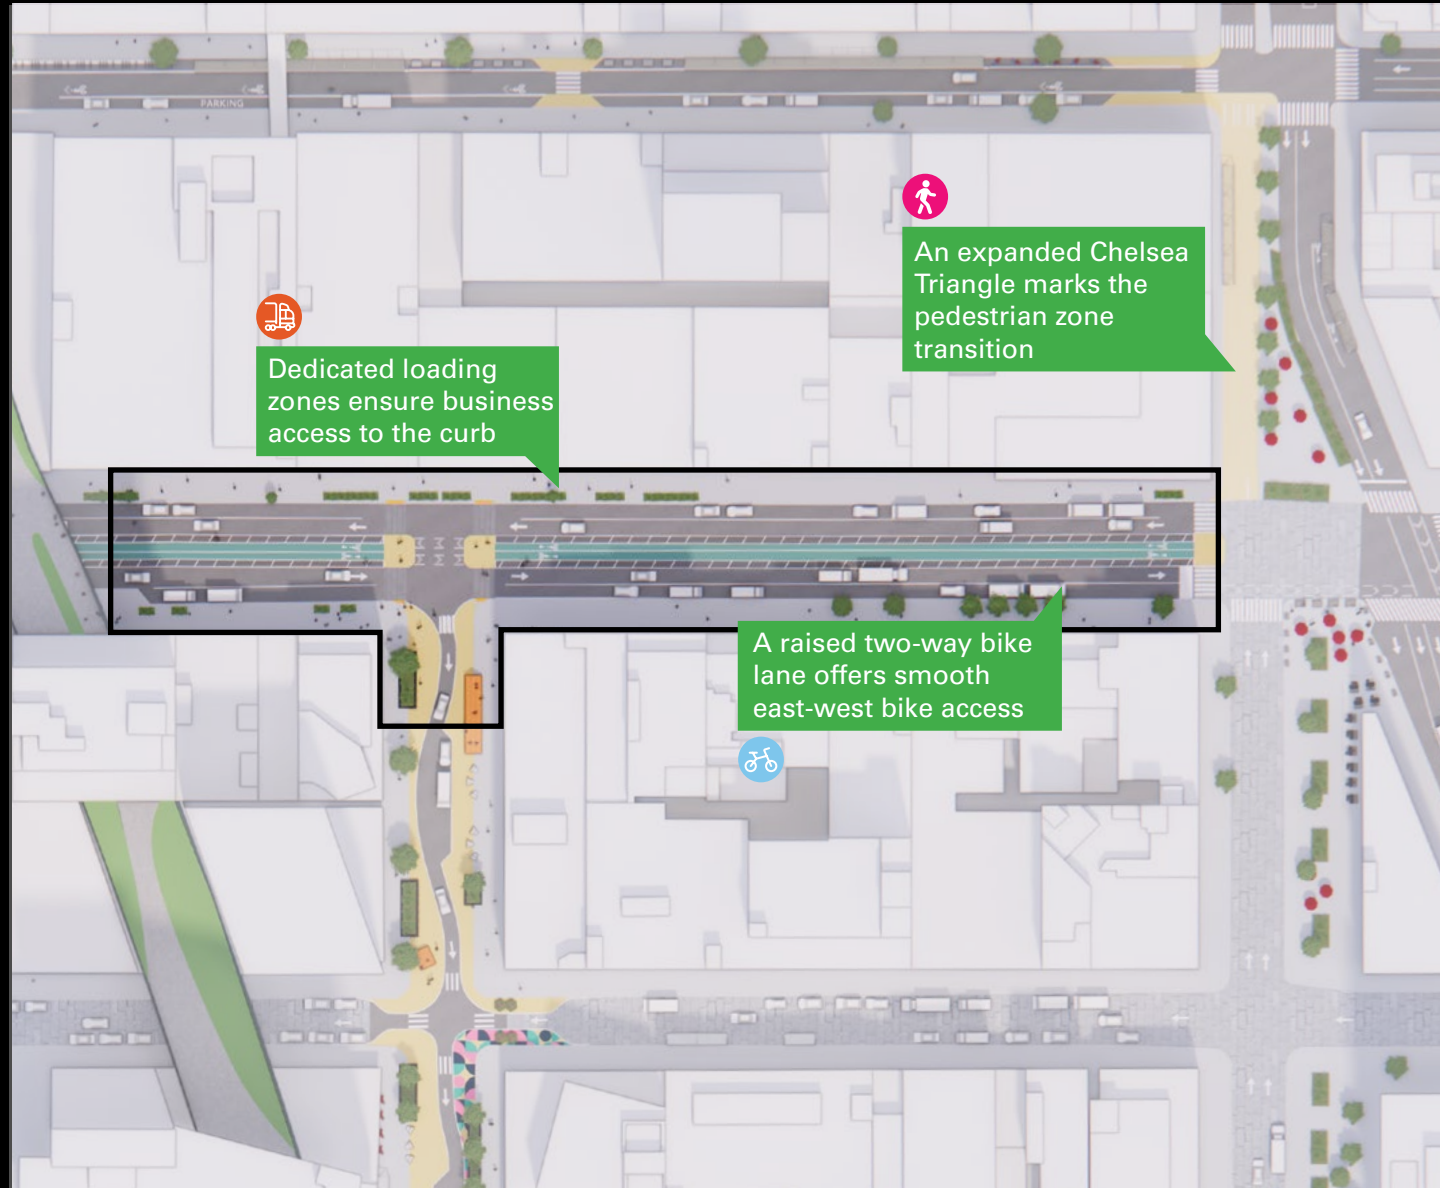 PARKING
An expanded Chelsea
Triangle marks the
pedestrian zone
transition
Dedicated loading
zones ensure business
access to the curb
A raised two-way bike
lane offers smooth
east-west bike access